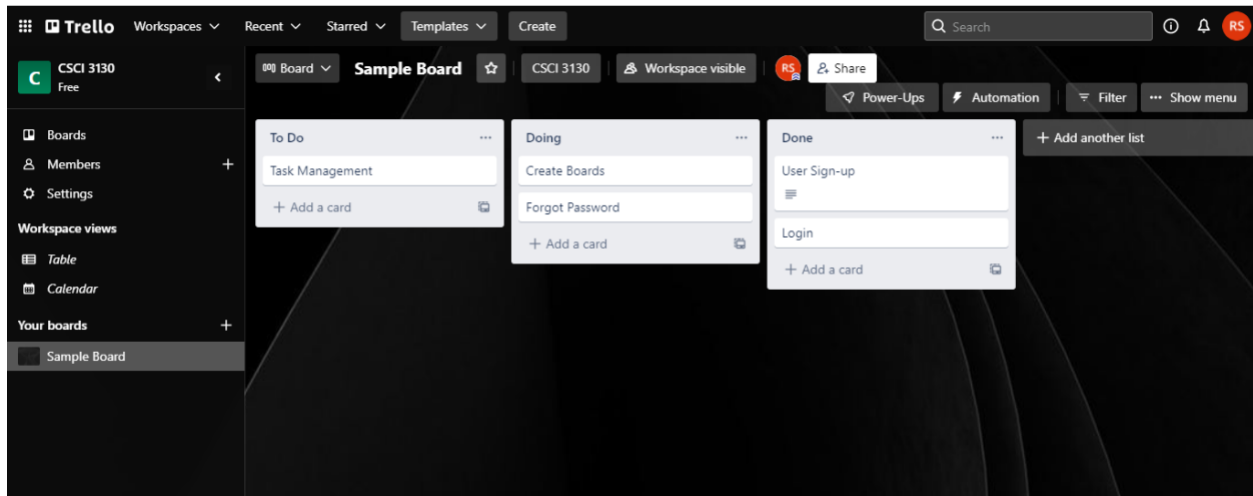 Trello Workspaces Recent Starred Templates Create Search RS
C CSCI 3130
Free
Boards
Members
Settings
Workspace views
Table
Calendar
Your boards
Sample Board
Board Sample Board CSCI 3130 Workspace visible RS Share
Power-Ups Automation Filter Show menu
To Do
Task Management
+ Add a card
Doing
Create Boards
Forgot Password
+ Add a card
Done
User Sign-up
Login
+ Add a card
+ Add another list